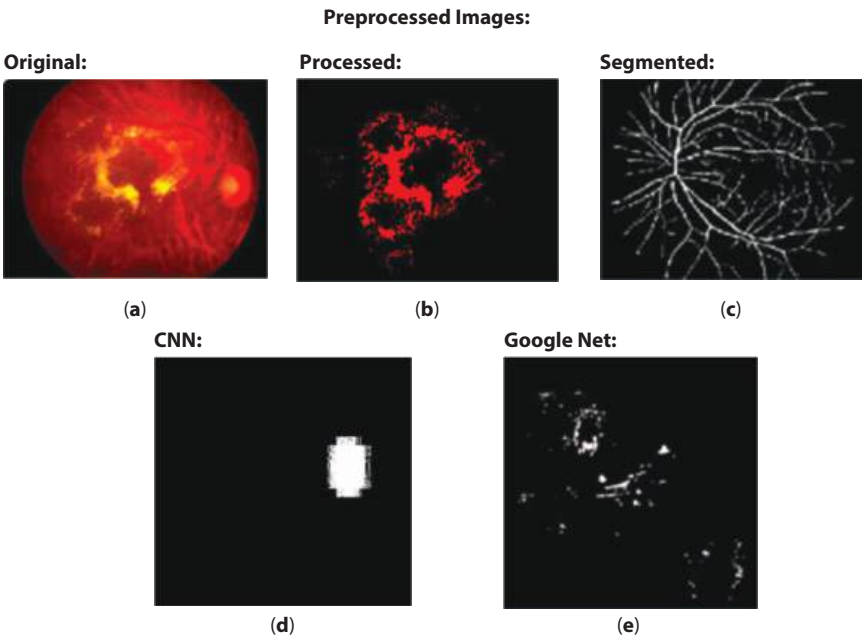 Preprocessed Images:
Original:
Processed:
Segmented:
(a)
(b)
(c)
CNN:
Google Net:
(d)
(e)